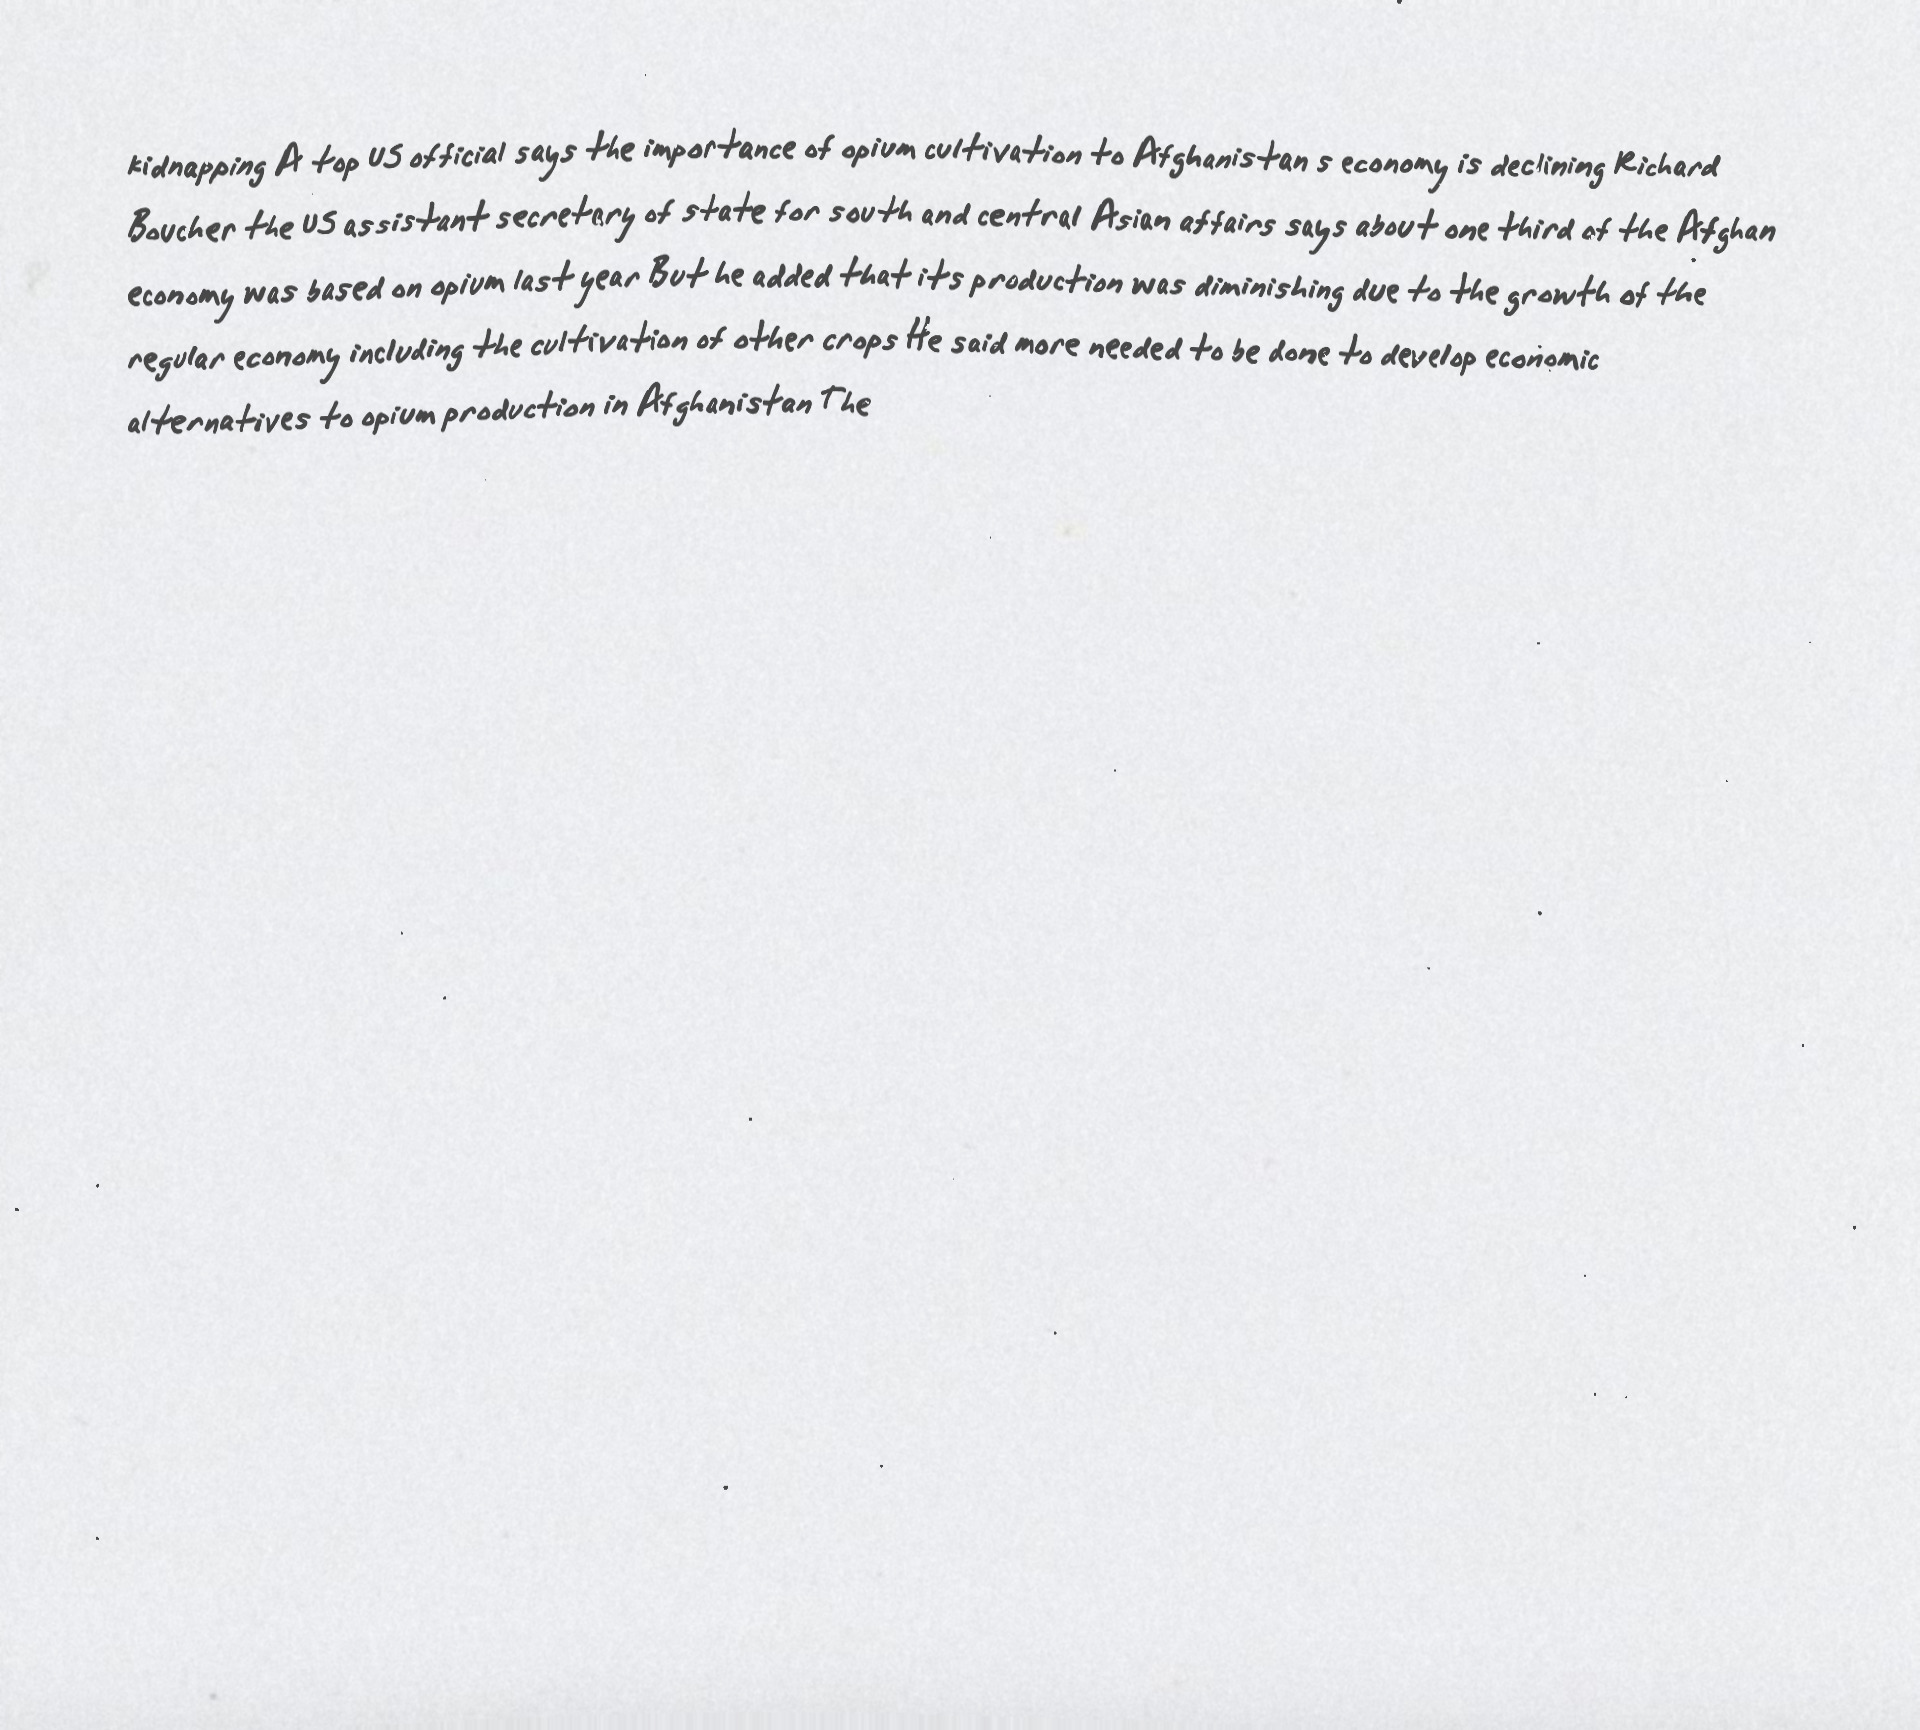 kidnapping A top US official says the importance of opium cultivation to Afghanistan s economy is declining Richard
Boucher the US assistant secretary of state for south and central Asian affairs says about one third of the Afghan
economy was based on opium last year But he added that its production was diminishing due to the growth of the
regular economy including the cultivation of other crops He said more needed to be done to develop economic
alternatives to opium production in Afghanistan The